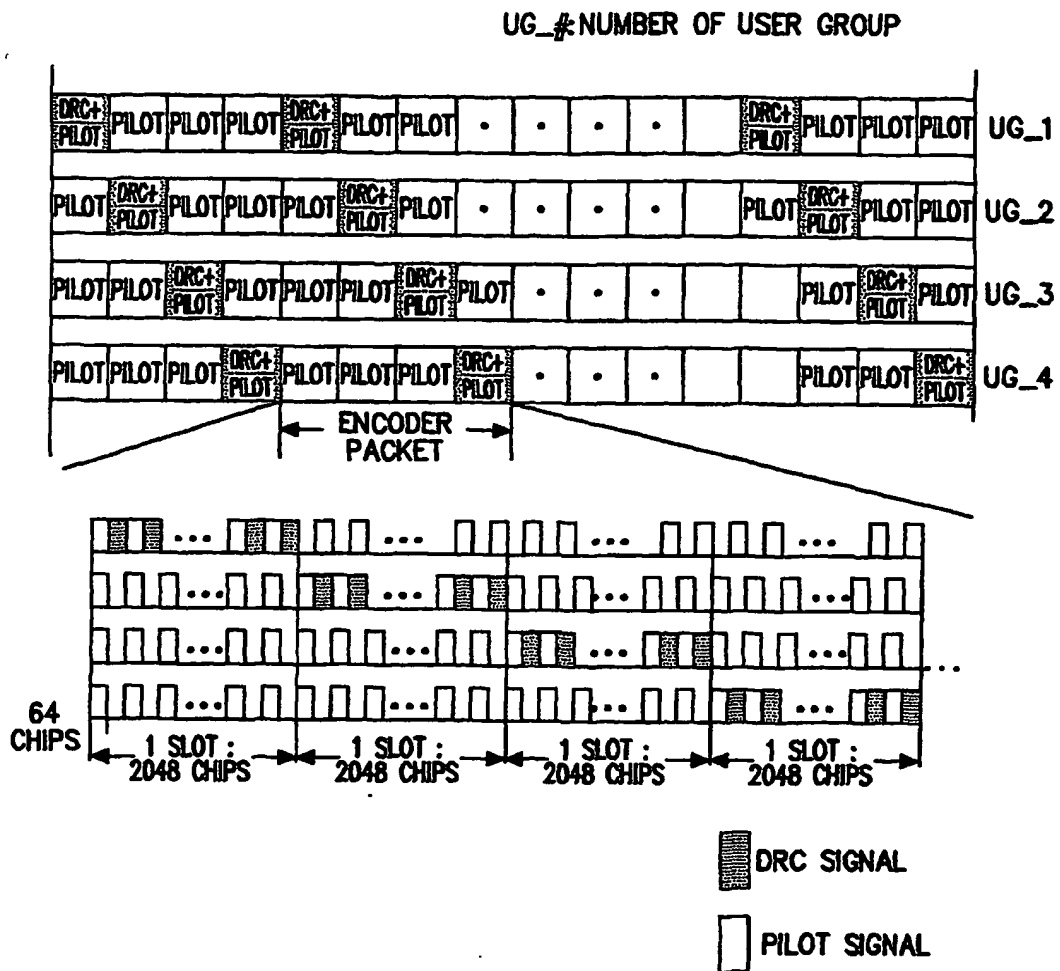 UG_#:NUMBER OF USER GROUP
DRC+ PILOT PILOT PILOT PILOT DRC+ PILOT PILOT PILOT • • • • DRC+ PILOT PILOT PILOT PILOT UG_1
PILOT DRC+ PILOT PILOT PILOT PILOT DRC+ PILOT PILOT • • • • PILOT DRC+ PILOT PILOT PILOT UG_2
PILOT PILOT DRC+ PILOT PILOT PILOT PILOT DRC+ PILOT PILOT • • • PILOT DRC+ PILOT PILOT UG_3
PILOT PILOT PILOT DRC+ PILOT PILOT PILOT PILOT DRC+ PILOT • • • PILOT PILOT DRC+ PILOT UG_4
ENCODER
PACKET
64
CHIPS
1 SLOT : 1 SLOT : 1 SLOT : 1 SLOT :
2048 CHIPS 2048 CHIPS 2048 CHIPS 2048 CHIPS
DRC SIGNAL
PILOT SIGNAL